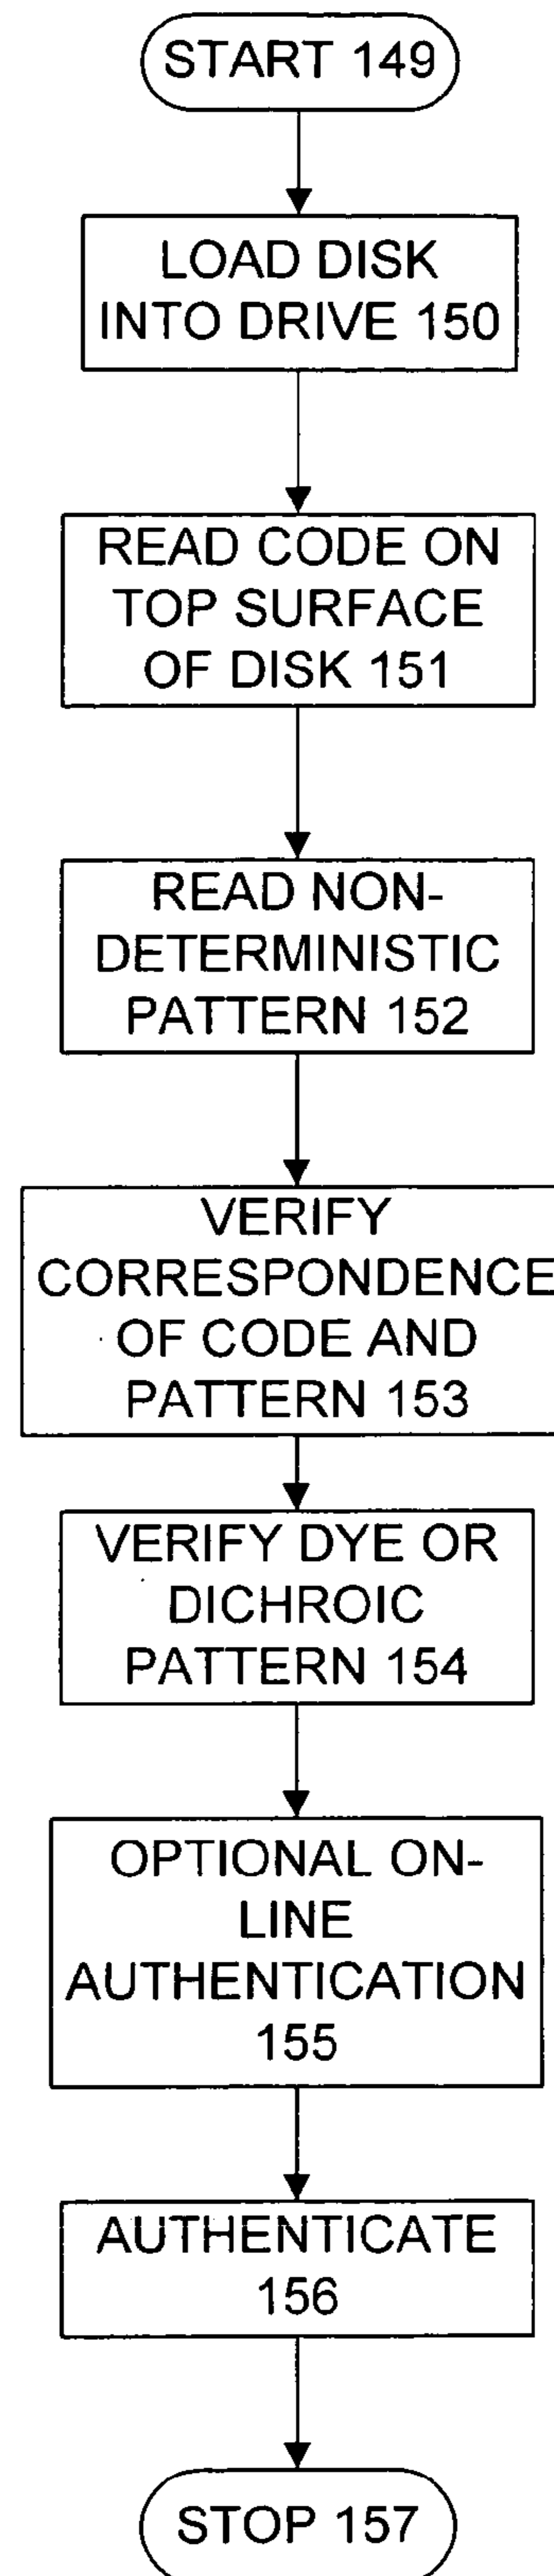 START 149
LOAD DISK
INTO DRIVE 150
READ CODE ON
TOP SURFACE
OF DISK 151
READ NON-
DETERMINISTIC
PATTERN 152
VERIFY
CORRESPONDENCE
OF CODE AND
PATTERN 153
VERIFY DYE OR
DICHROIC
PATTERN 154
OPTIONAL ON-
LINE
AUTHENTICATION
155
AUTHENTICATE
156
STOP 157